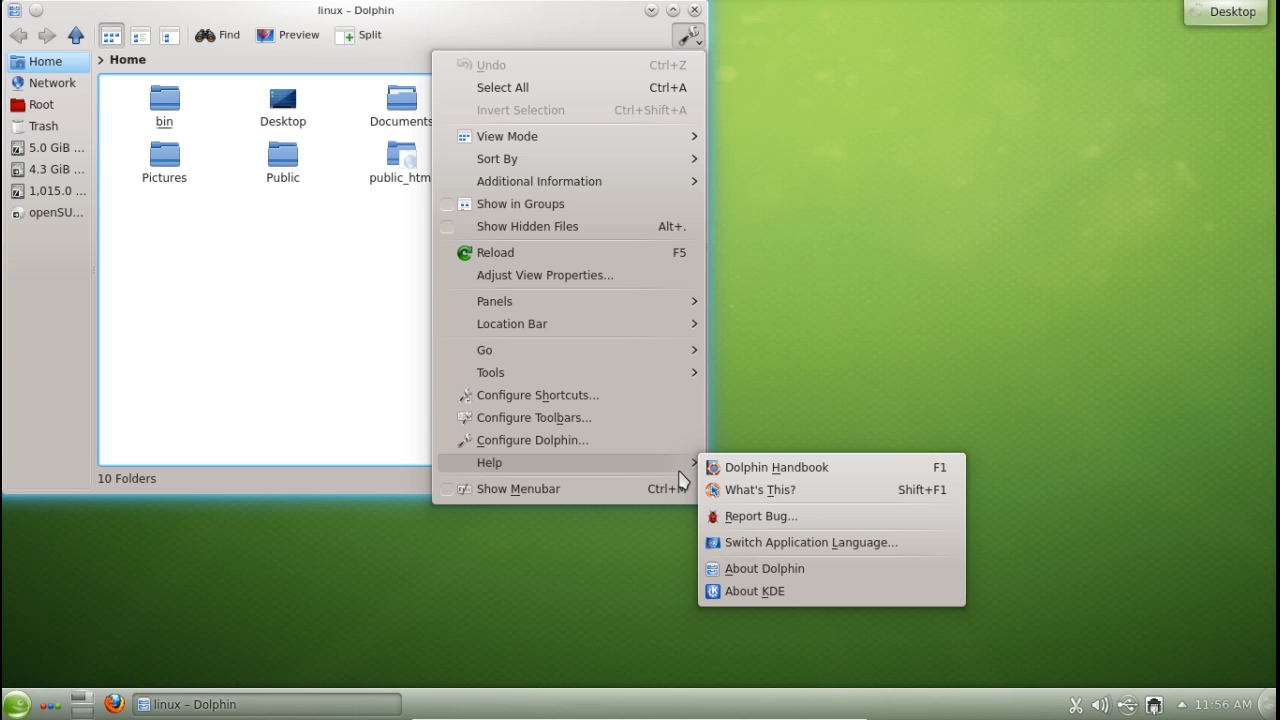 linux – Dolphin
Desktop
Find
Preview
Split
Home
Network
Root
Trash
5.0 GiB ...
4.3 GiB ...
1,015.0 ...
openSU...
> Home
bin
Desktop
Documents
Pictures
Public
public_htm
10 Folders
Undo Ctrl+Z
Select All Ctrl+A
Invert Selection Ctrl+Shift+A
View Mode
Sort By
Additional Information
Show in Groups
Show Hidden Files Alt+.
Reload F5
Adjust View Properties...
Panels
Location Bar
Go
Tools
Configure Shortcuts...
Configure Toolbars...
Configure Dolphin...
Help
Show Menubar Ctrl+
Dolphin Handbook F1
What's This? Shift+F1
Report Bug...
Switch Application Language...
About Dolphin
About KDE
linux – Dolphin
11:56 AM